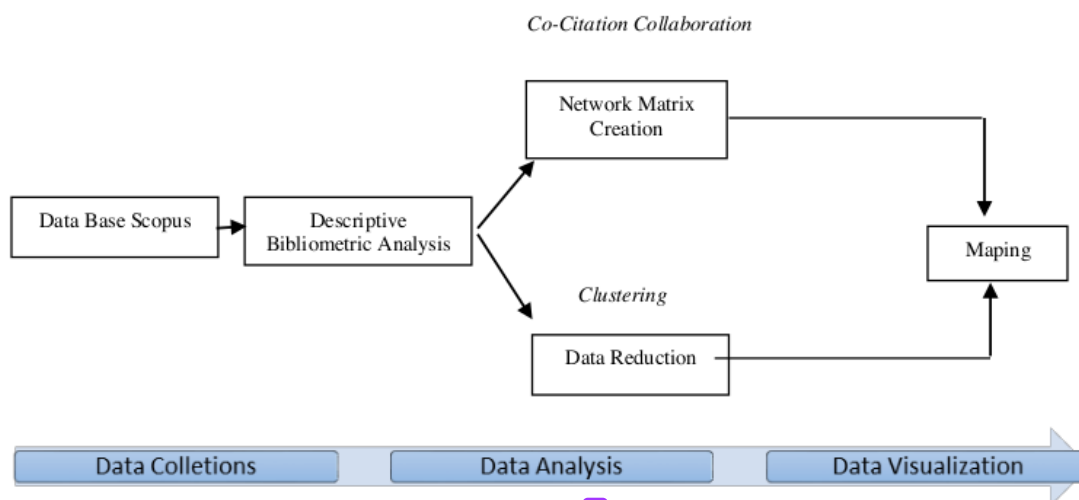 Co-Citation Collaboration
Network Matrix
Creation
Data Base Scopus
Descriptive
Bibliometric Analysis
Maping
Clustering
Data Reduction
Data Colletions
Data Analysis
Data Visualization